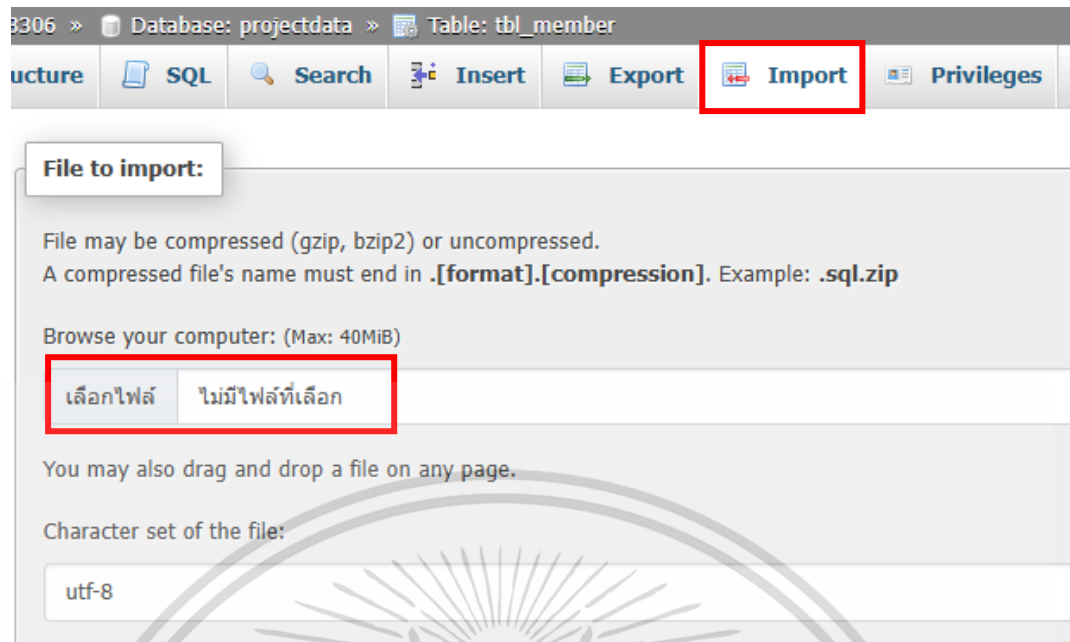 3306 » Database: projectdata » Table: tbl_member
ucture SQL Search Insert Export Import Privileges
File to import:
File may be compressed (gzip, bzip2) or uncompressed.
A compressed file's name must end in .[format].[compression]. Example: .sql.zip
Browse your computer: (Max: 40MiB)
เลือกไฟล์ ไม่มีไฟล์ที่เลือก
You may also drag and drop a file on any page.
Character set of the file:
utf-8